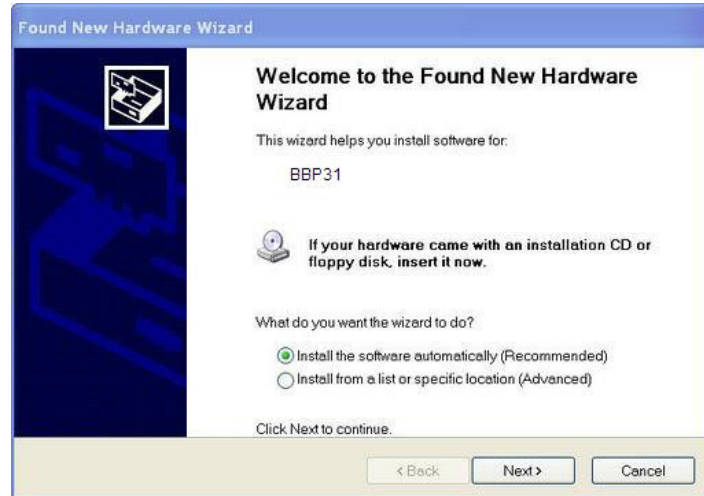 Found New Hardware Wizard
Welcome to the Found New Hardware
Wizard
This wizard helps you install software for:
BBP31
If your hardware came with an installation CD or
floppy disk, insert it now.
What do you want the wizard to do?
Install the software automatically (Recommended)
Install from a list or specific location (Advanced)
Click Next to continue.
< Back
Next >
Cancel